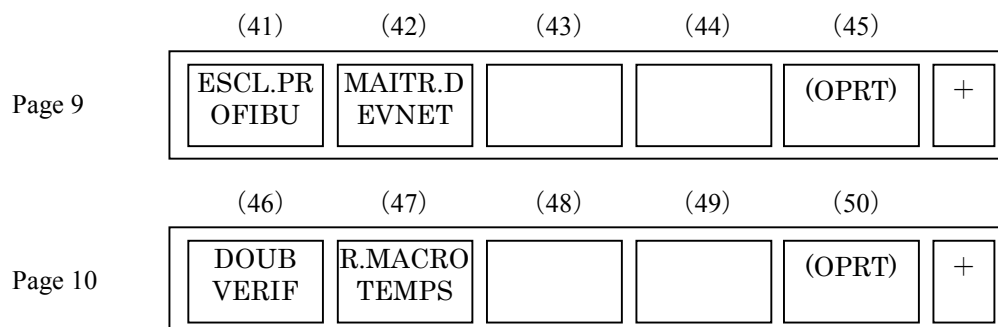 (41) (42) (43) (44) (45)
Page 9
ESCL.PR
OFIBU
MAITR.D
EVNET
(OPRT)
+
(46) (47) (48) (49) (50)
Page 10
DOUB
VERIF
R.MACRO
TEMPS
(OPRT)
+